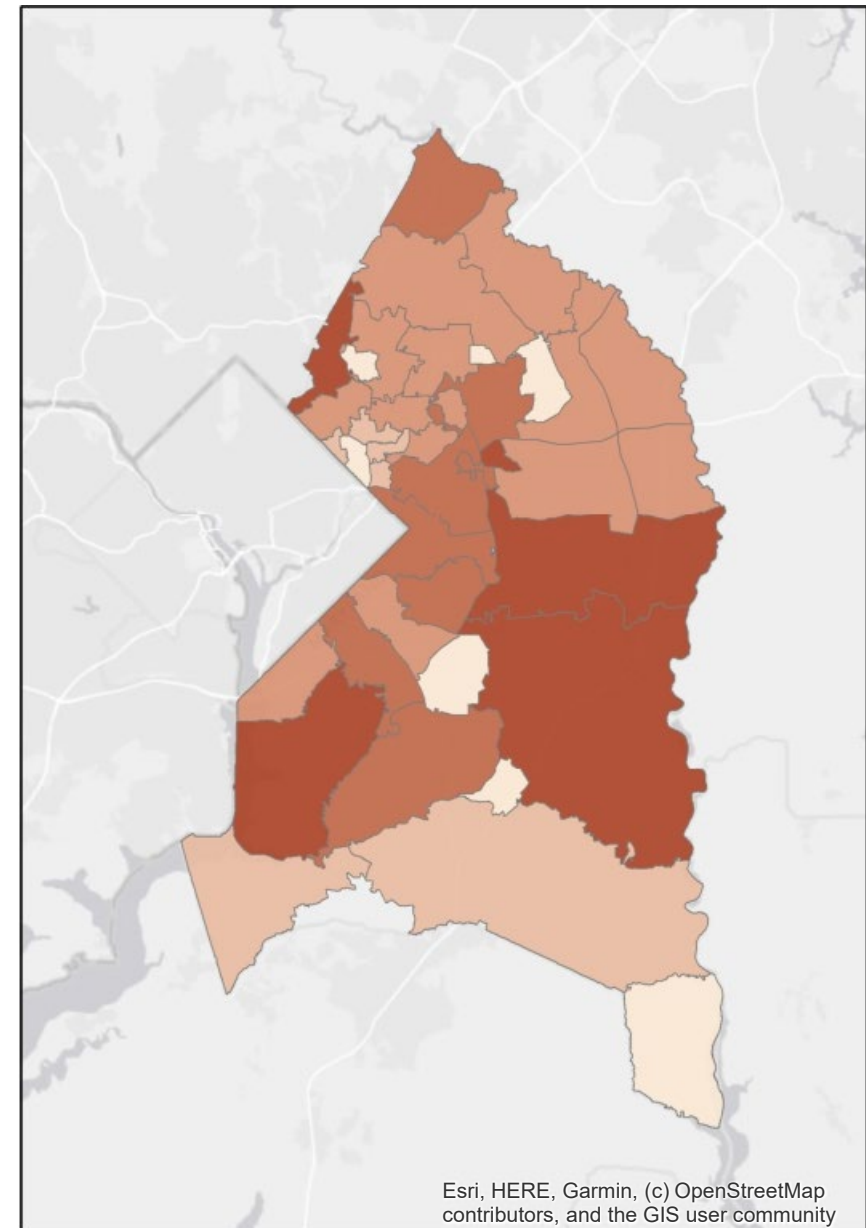 Esri, HERE, Garmin, (c) OpenStreetMap
contributors, and the GIS user community